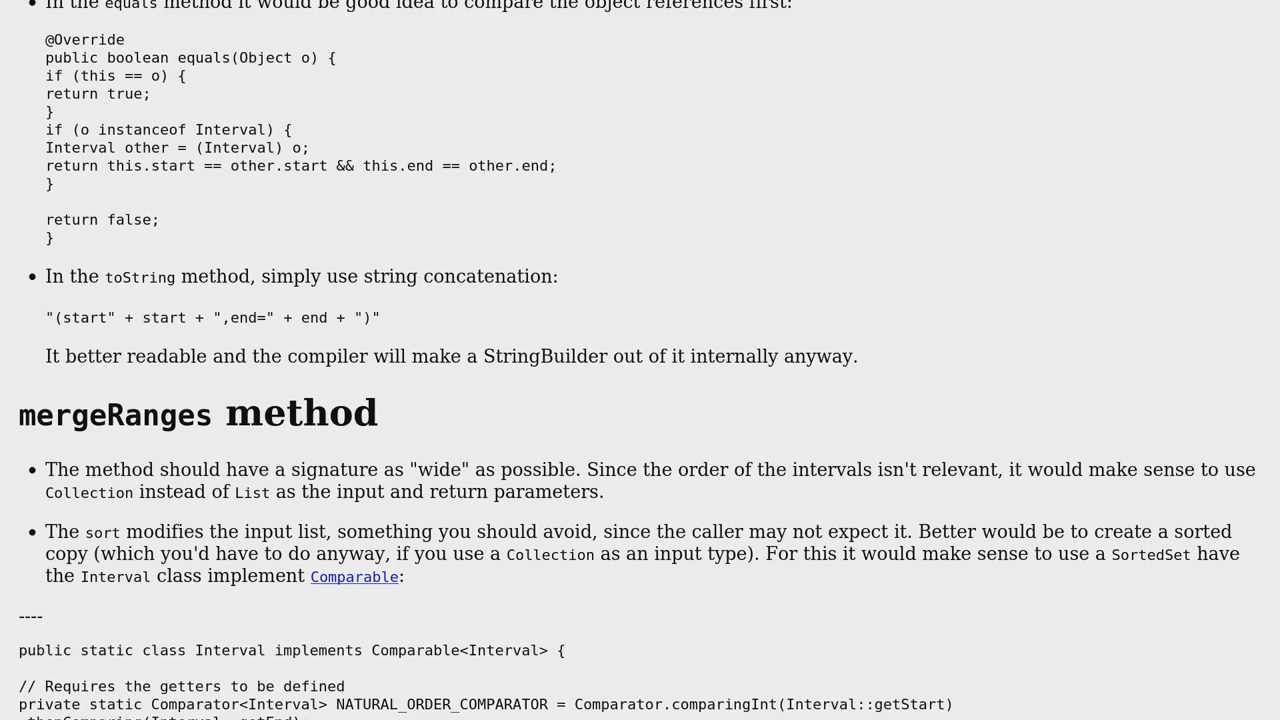 • In the equals method it would be good idea to compare the object references first:
@Override
public boolean equals(Object o) {
if (this == o) {
return true;
}
if (o instanceof Interval) {
Interval other = (Interval) o;
return this.start == other.start && this.end == other.end;
}
return false;
}
• In the toString method, simply use string concatenation:
"(start" + start + ",end=" + end + ")"
It better readable and the compiler will make a StringBuilder out of it internally anyway.
mergeRanges method
• The method should have a signature as "wide" as possible. Since the order of the intervals isn't relevant, it would make sense to use
Collection instead of List as the input and return parameters.
• The sort modifies the input list, something you should avoid, since the caller may not expect it. Better would be to create a sorted
copy (which you'd have to do anyway, if you use a Collection as an input type). For this it would make sense to use a SortedSet have
the Interval class implement Comparable:
----
public static class Interval implements Comparable<Interval> {
// Requires the getters to be defined
private static Comparator<Interval> NATURAL_ORDER_COMPARATOR = Comparator.comparingInt(Interval::getStart)
.thenComparing(Interval::getEnd);